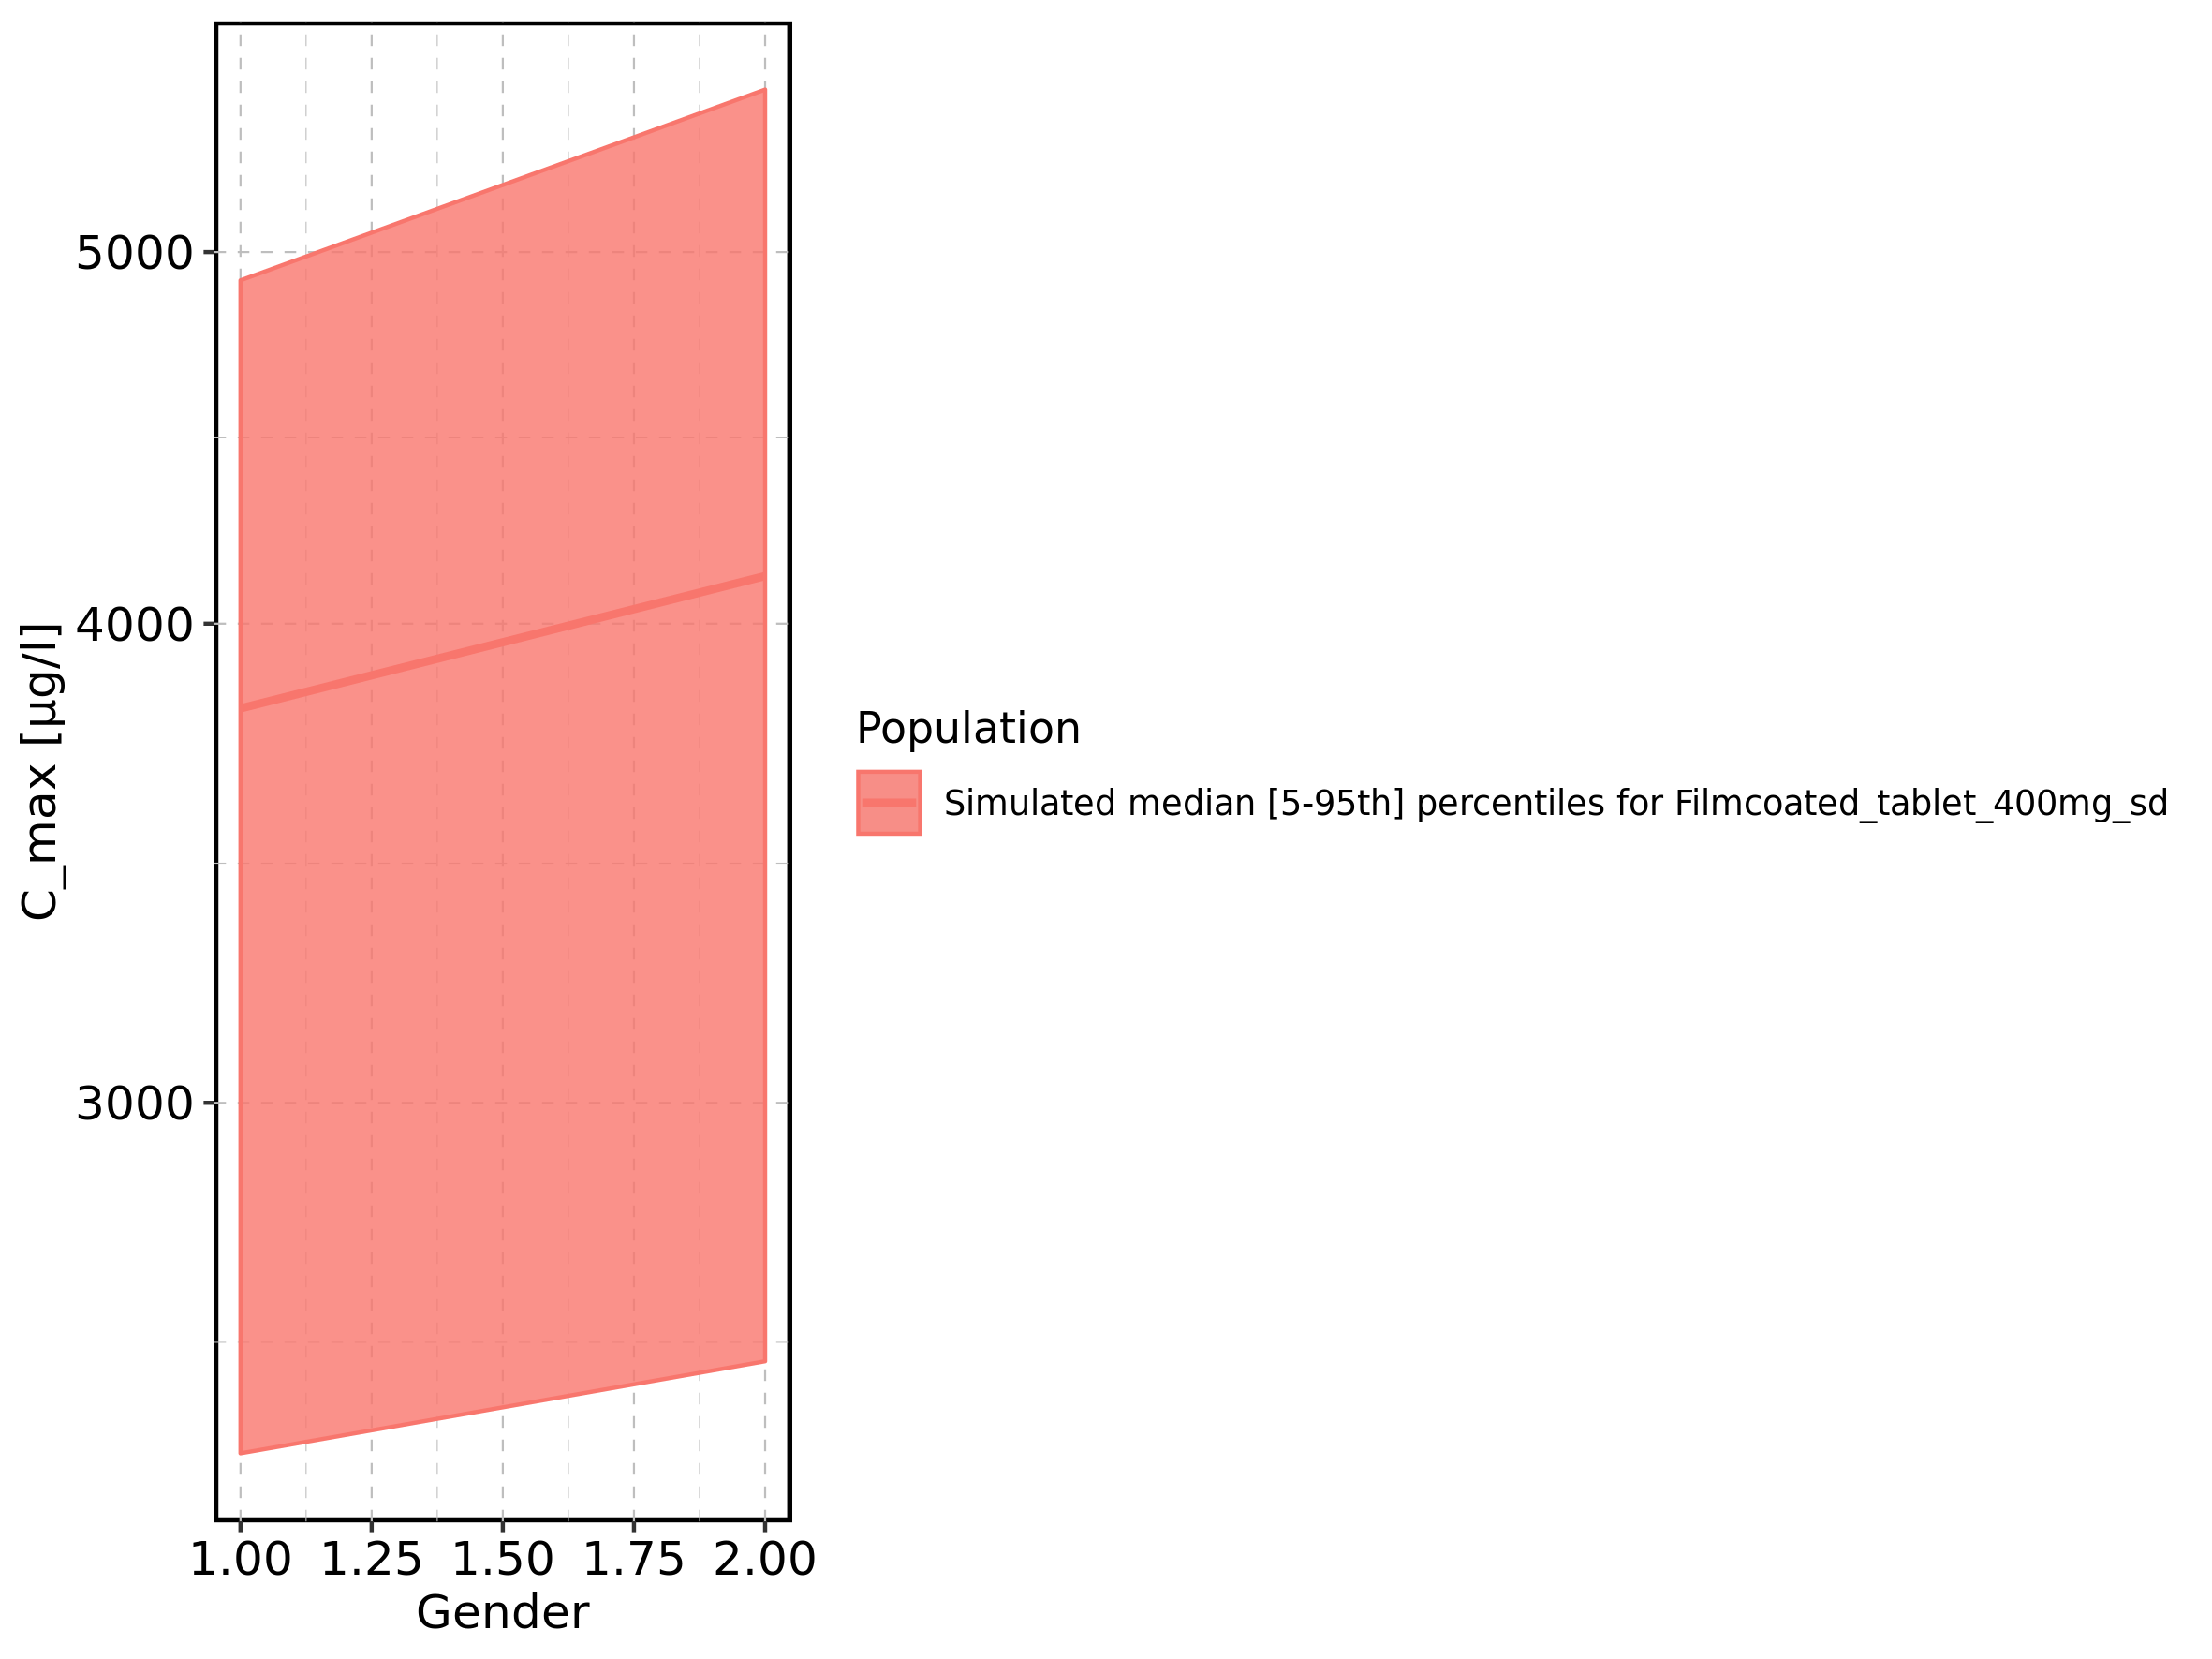 5000
4000
3000
C_max [µg/l]
1.00 1.25 1.50 1.75 2.00
Gender
Population
Simulated median [5-95th] percentiles for Filmcoated_tablet_400mg_sd